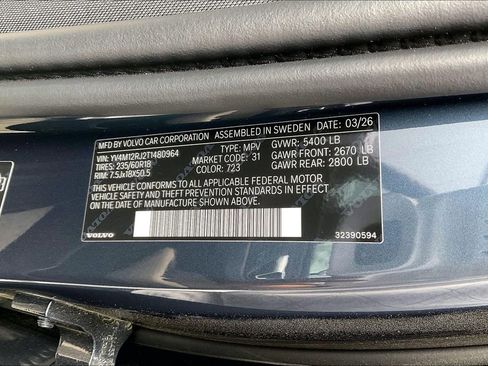 MFD BY VOLVO CAR CORPORATION ASSEMBLED IN SWEDEN DATE: 03/26
VIN: YV4M12RJ2T1480964 TYPE: MPV GVWR: 5400 LB
TIRES: 235/60R18 MARKET CODE: 31 GAWR FRONT: 2670 LB
RIM: 7.5Jx18X50.5 COLOR: 723 GAWR REAR: 2800 LB
THIS VEHICLE CONFORMS TO ALL APPLICABLE FEDERAL MOTOR
VEHICLE SAFETY AND THEFT PREVENTION STANDARDS IN EFFECT
ON THE DATE OF MANUFACTURE SHOWN ABOVE.
VOLVO 32390594